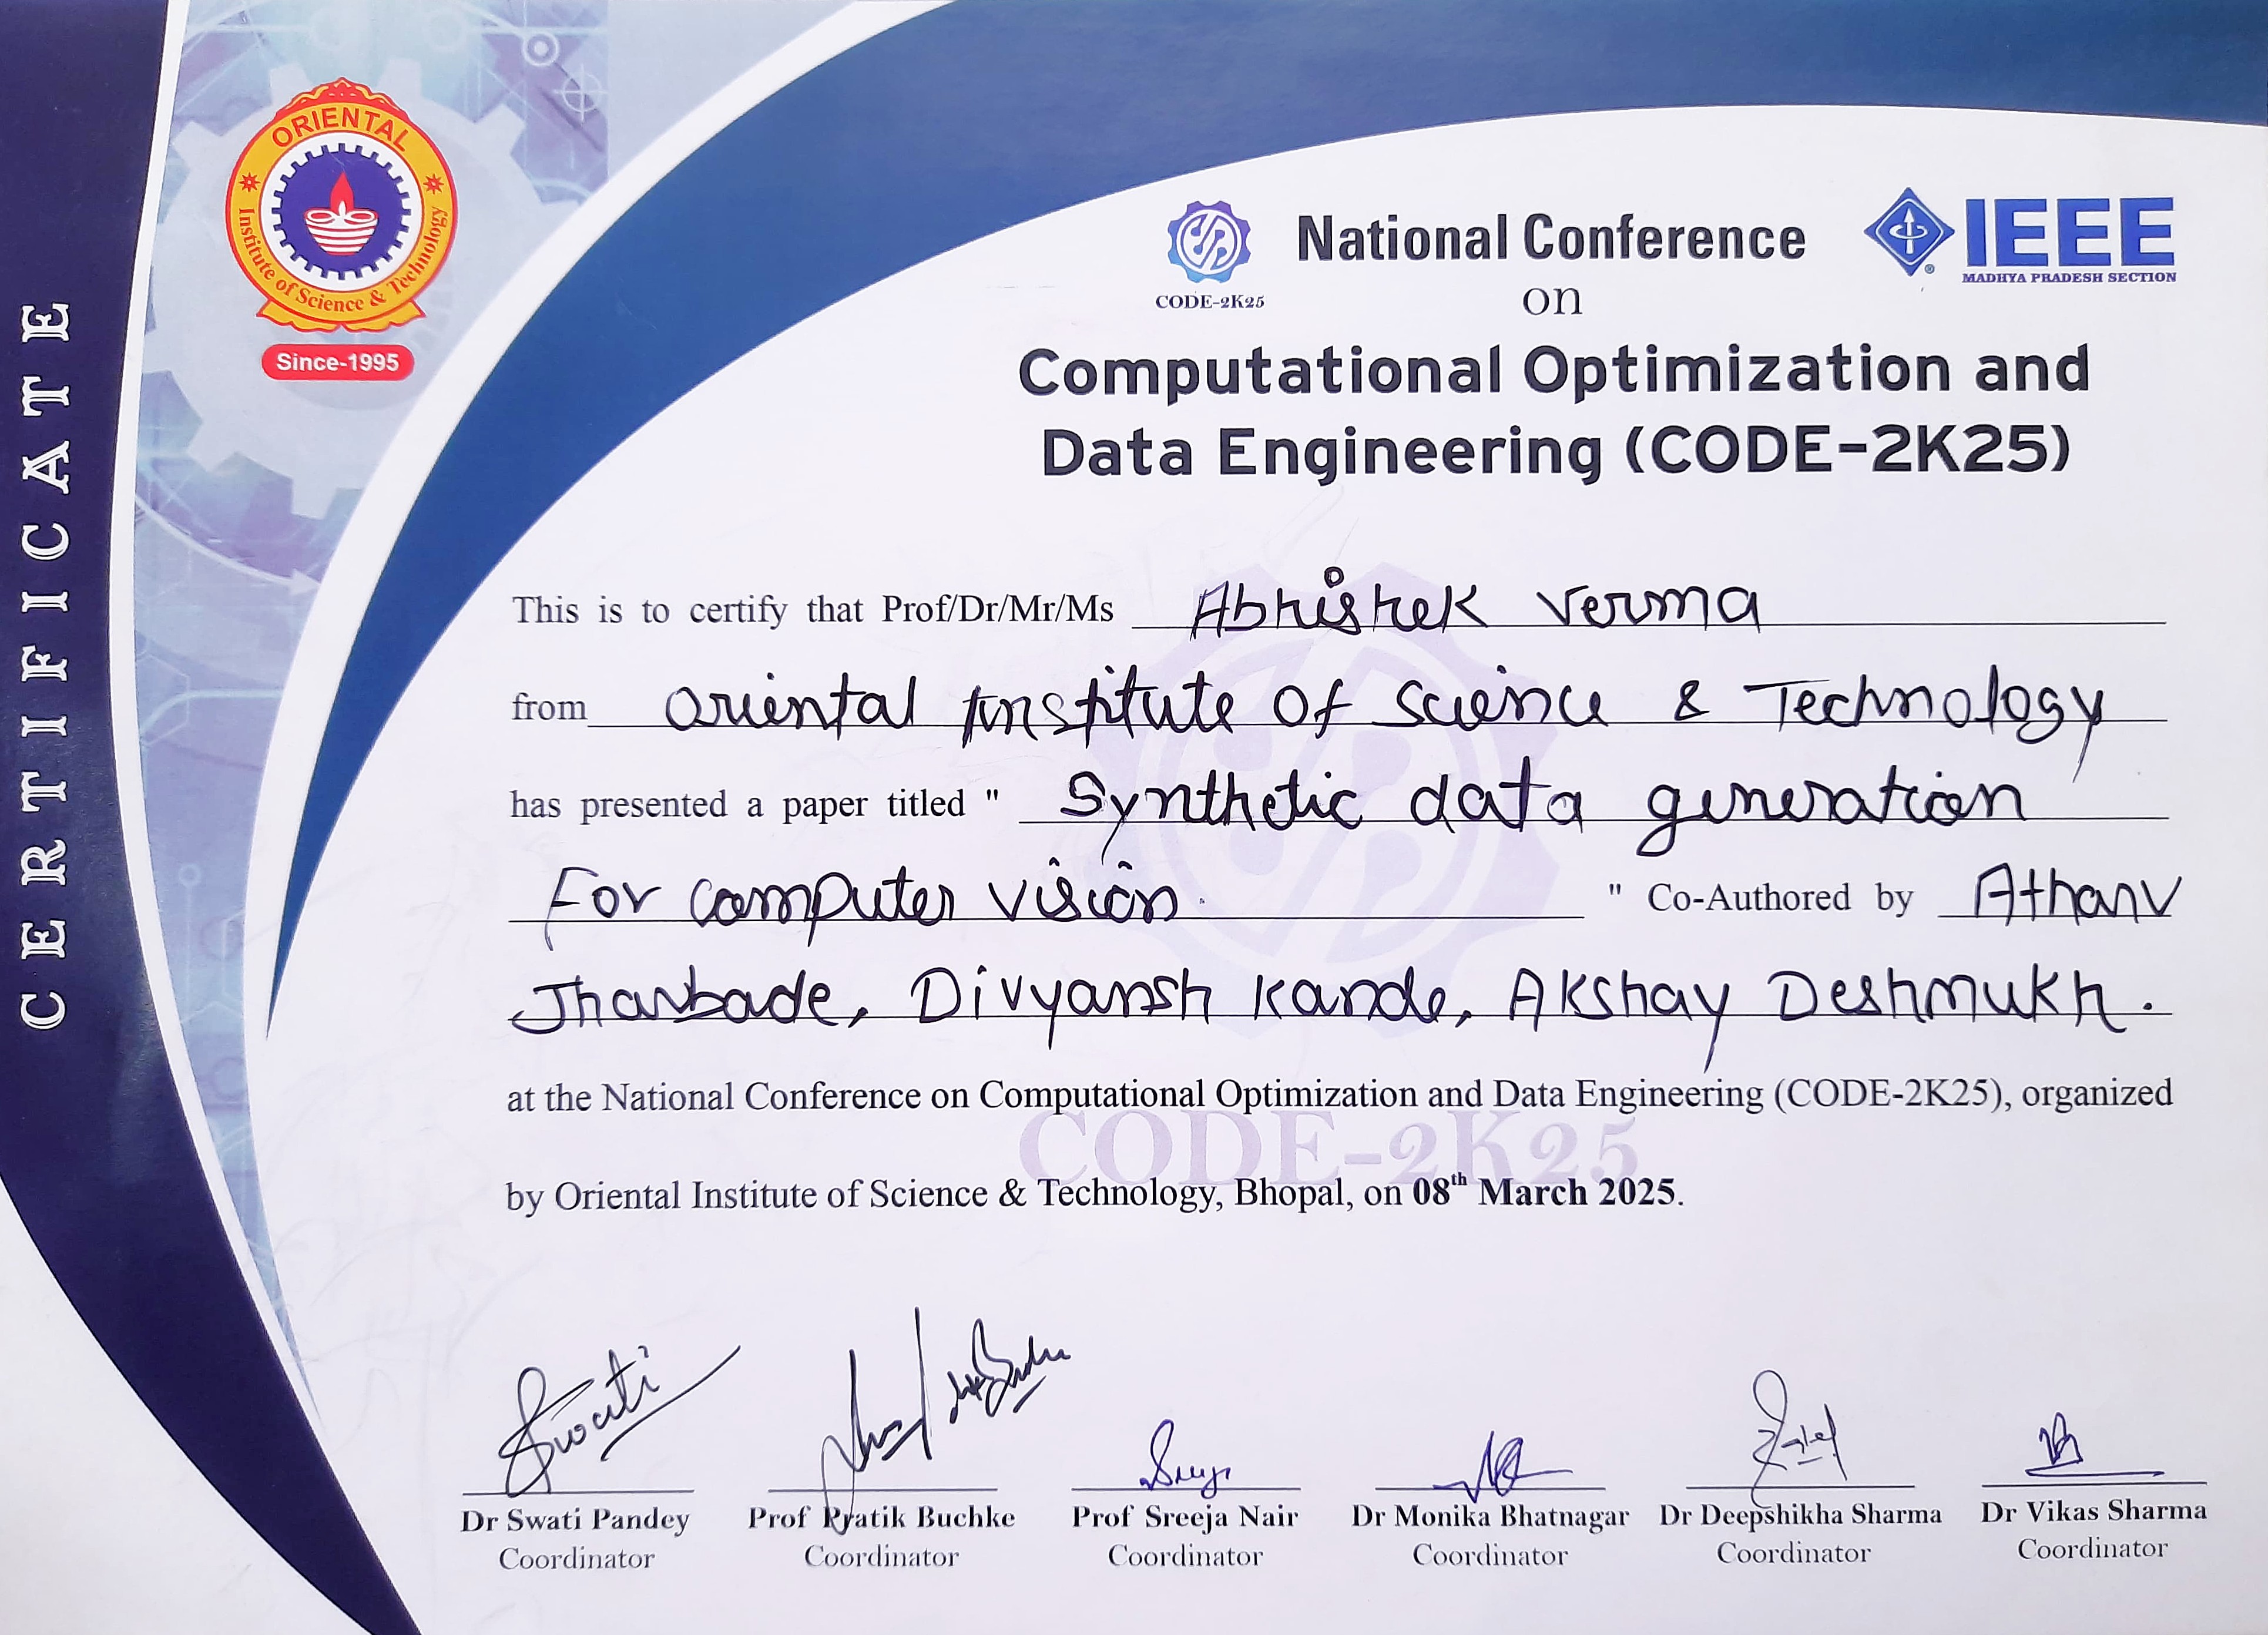 CERTIFICATE
ORIENTAL
Institute of Science & Technology
Since-1995
CODE-2K25
National Conference
on
IEEE
MADHYA PRADESH SECTION
Computational Optimization and
Data Engineering (CODE-2K25)
This is to certify that Prof/Dr/Mr/Ms Abhishek Verma
from Oriental Institute Of Science & Technology
has presented a paper titled " Synthetic data generation
For Computer Vision. " Co-Authored by Atharv
Jharbade, Divyansh Kande, Akshay Deshmukh.
at the National Conference on Computational Optimization and Data Engineering (CODE-2K25), organized
CODE-2K25
by Oriental Institute of Science & Technology, Bhopal, on 08th March 2025.
Swati
Dr Swati Pandey Prof Pratik Buchke Prof Sreeja Nair Dr Monika Bhatnagar Dr Deepshikha Sharma Dr Vikas Sharma
Coordinator Coordinator Coordinator Coordinator Coordinator Coordinator